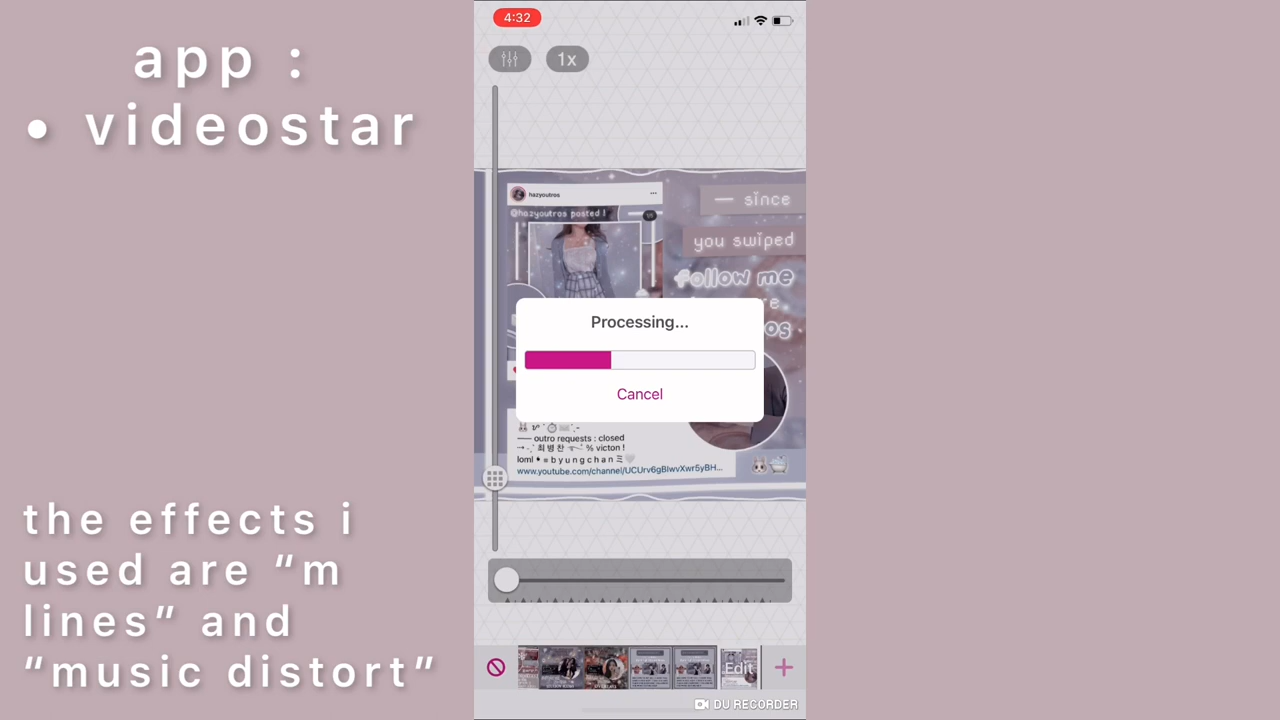 app :
• videostar
4:32
1x
hazyoutros
@hazyoutros posted !
— since
you swiped
follow me
Processing...
Cancel
—— outro requests : closed
% victon !
www.youtube.com/channel/UCUrv6gBlwvXwr5yBH...
the effects i
used are “m
lines” and
“music distort”
Edit
DU RECORDER